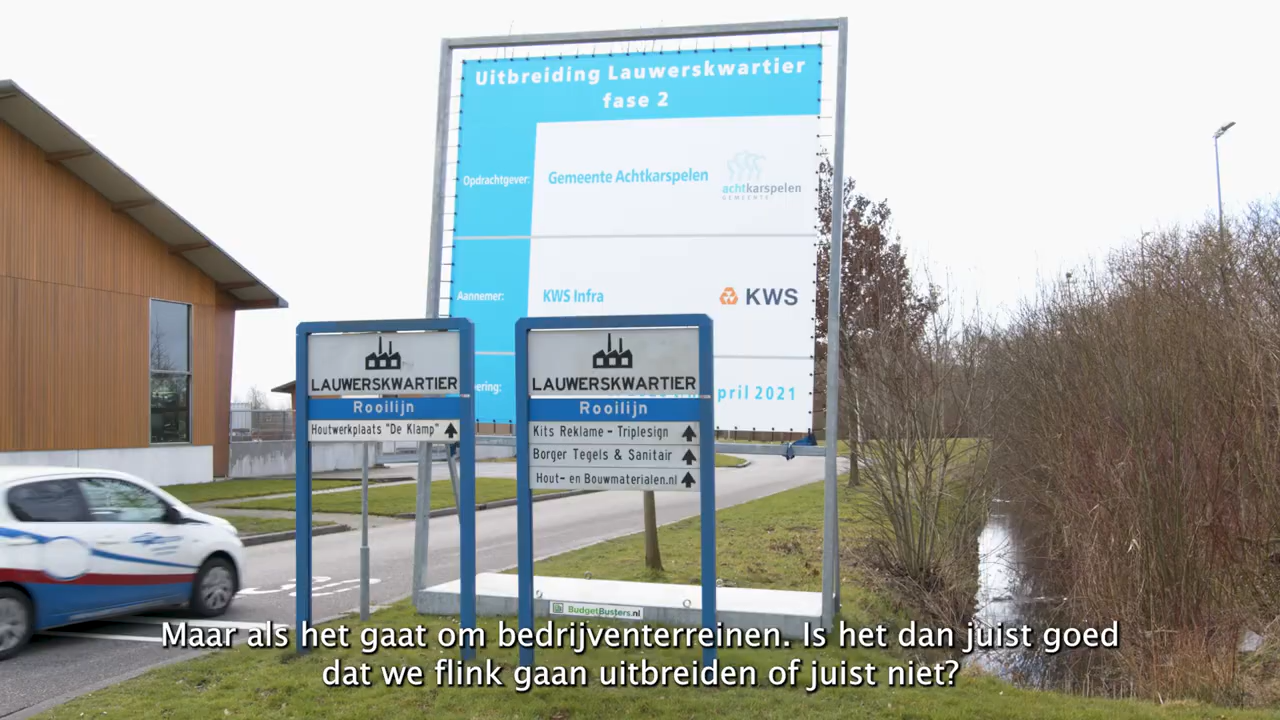 Uitbreiding Lauwerskwartier
fase 2
Opdrachtgever: Gemeente Achtkarspelen
achtkarspelen
GEMEENTE
Aannemer: KWS Infra
KWS
april 2021
LAUWERSKWARTIER
Rooilijn
Houtwerkplaats "De Klamp"
LAUWERSKWARTIER
Rooilijn
Kits Reklame - Triplesign
Borger Tegels & Sanitair
Hout- en Bouwmaterialen.nl
BudgetBusters.nl
Maar als het gaat om bedrijventerreinen. Is het dan juist goed
dat we flink gaan uitbreiden of juist niet?